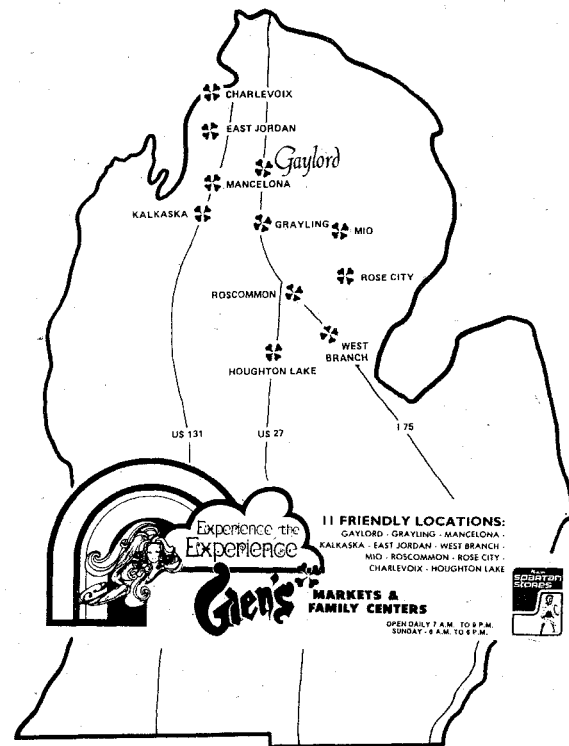 CHARLEVOIX
EAST JORDAN
Gaylord
MANCELONA
KALKASKA
GRAYLING
MIO
ROSE CITY
ROSCOMMON
WEST
BRANCH
HOUGHTON LAKE
US 131
US 27
I 75
Experience the
Experience
Glen's
MARKETS &
FAMILY CENTERS
11 FRIENDLY LOCATIONS:
GAYLORD - GRAYLING - MANCELONA -
KALKASKA - EAST JORDAN - WEST BRANCH -
MIO - ROSCOMMON - ROSE CITY -
CHARLEVOIX - HOUGHTON LAKE
OPEN DAILY 7 A.M. TO 9 P.M.
SUNDAY - 8 A.M. TO 6 P.M.
SPARTAN
STORES